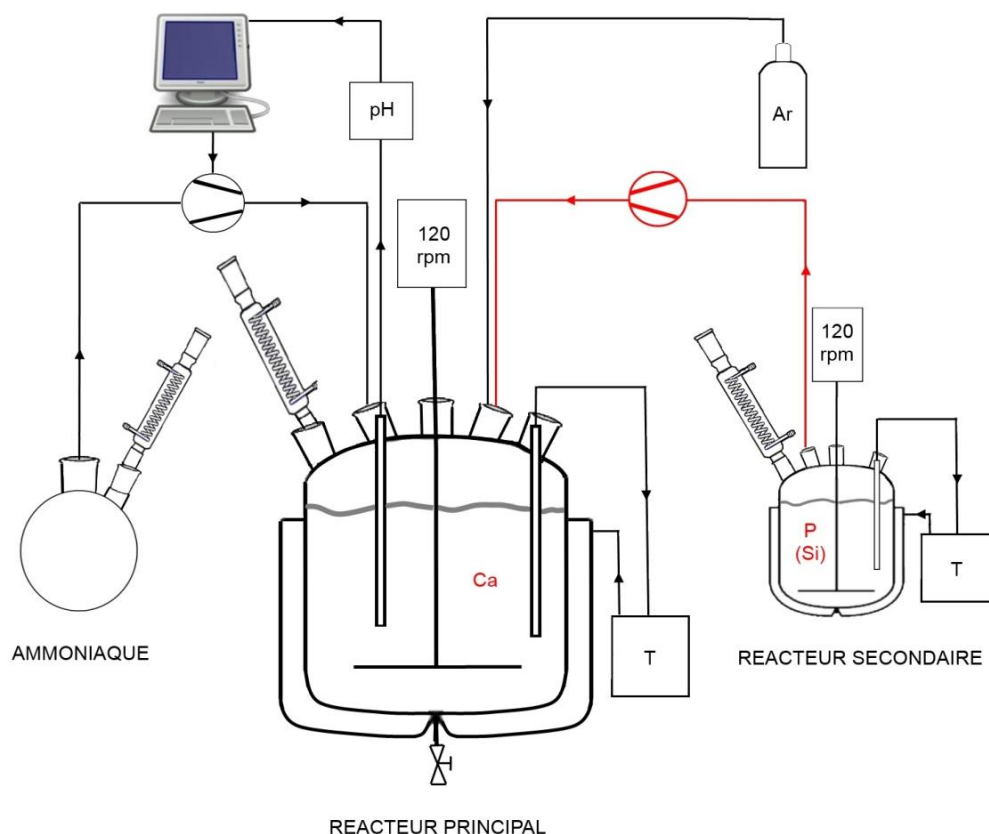 pH
Ar
120
rpm
120
rpm
P
(Si)
Ca
T
T
AMMONIAQUE
REACTEUR SECONDAIRE
REACTEUR PRINCIPAL